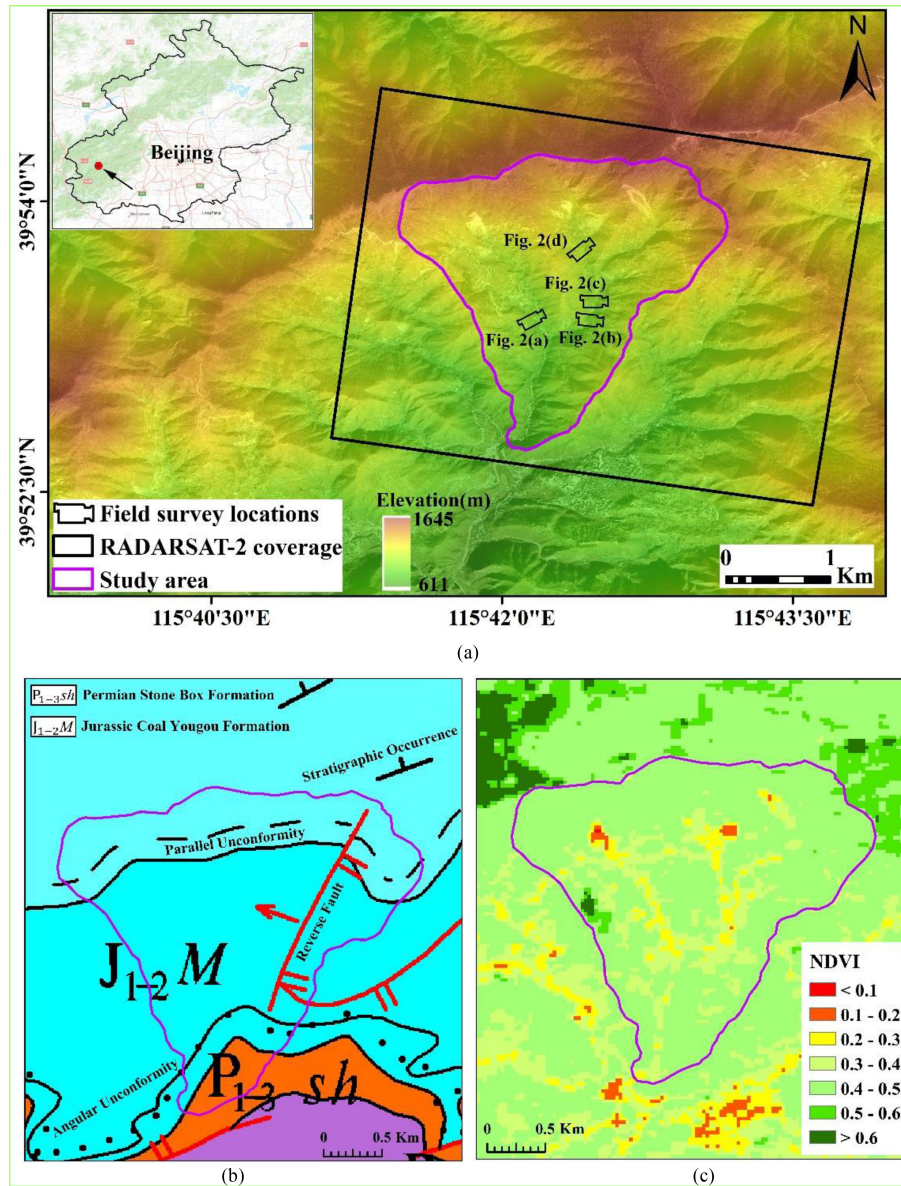 N
Beijing
39°54'0"N
39°52'30"N
Fig. 2(d)
Fig. 2(c)
Fig. 2(a)
Fig. 2(b)
Field survey locations
RADARSAT-2 coverage
Study area
Elevation(m)
1645
611
0 1
Km
115°40'30"E
115°42'0"E
115°43'30"E
(a)
P1-3sh Permian Stone Box Formation
J1-2M Jurassic Coal Yougou Formation
Stratigraphic Occurrence
Parallel Unconformity
Reverse Fault
J1-2 M
Angular Unconformity
P1-3 sh
0 0.5 Km
(b)
NDVI
< 0.1
0.1 - 0.2
0.2 - 0.3
0.3 - 0.4
0.4 - 0.5
0.5 - 0.6
> 0.6
0 0.5 Km
(c)